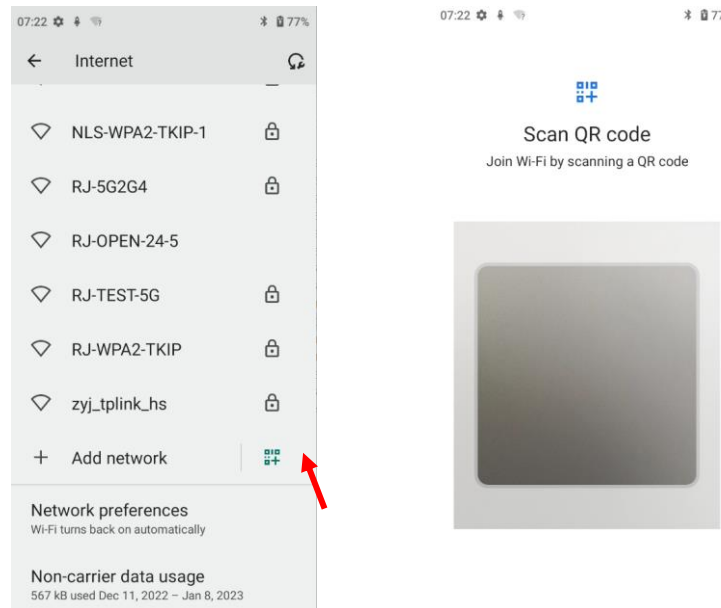 07:22
77%
Internet
NLS-WPA2-TKIP-1
RJ-5G2G4
RJ-OPEN-24-5
RJ-TEST-5G
RJ-WPA2-TKIP
zyj_tplink_hs
Add network
Network preferences
Wi-Fi turns back on automatically
Non-carrier data usage
567 kB used Dec 11, 2022 – Jan 8, 2023
07:22
77
Scan QR code
Join Wi-Fi by scanning a QR code